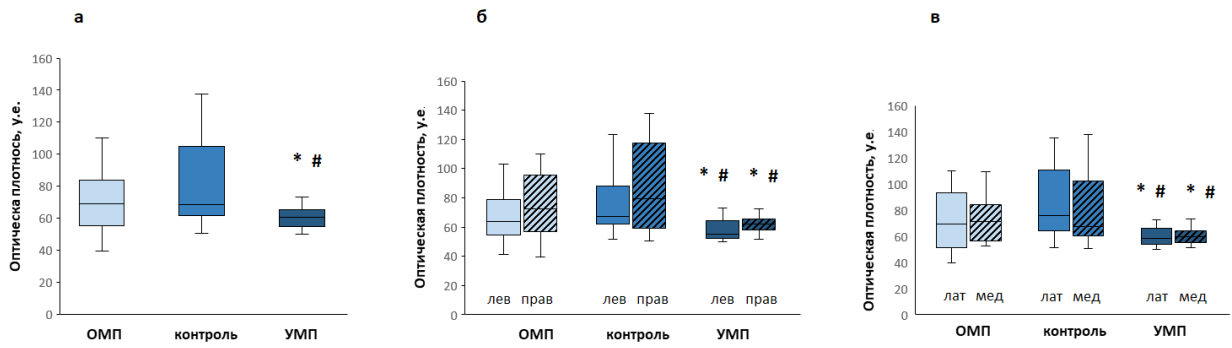 а
Оптическа плотнось, у.е.
160
140
120
100
80
60
40
20
0
* #
ОМП контроль УМП
б
Оптическая плотность, у.е.
160
140
120
100
80
60
40
20
0
* # * #
лев прав лев прав лев прав
ОМП контроль УМП
в
Оптическая плотность, у.е.
160
140
120
100
80
60
40
20
0
* # * #
лат мед лат мед лат мед
ОМП контроль УМП